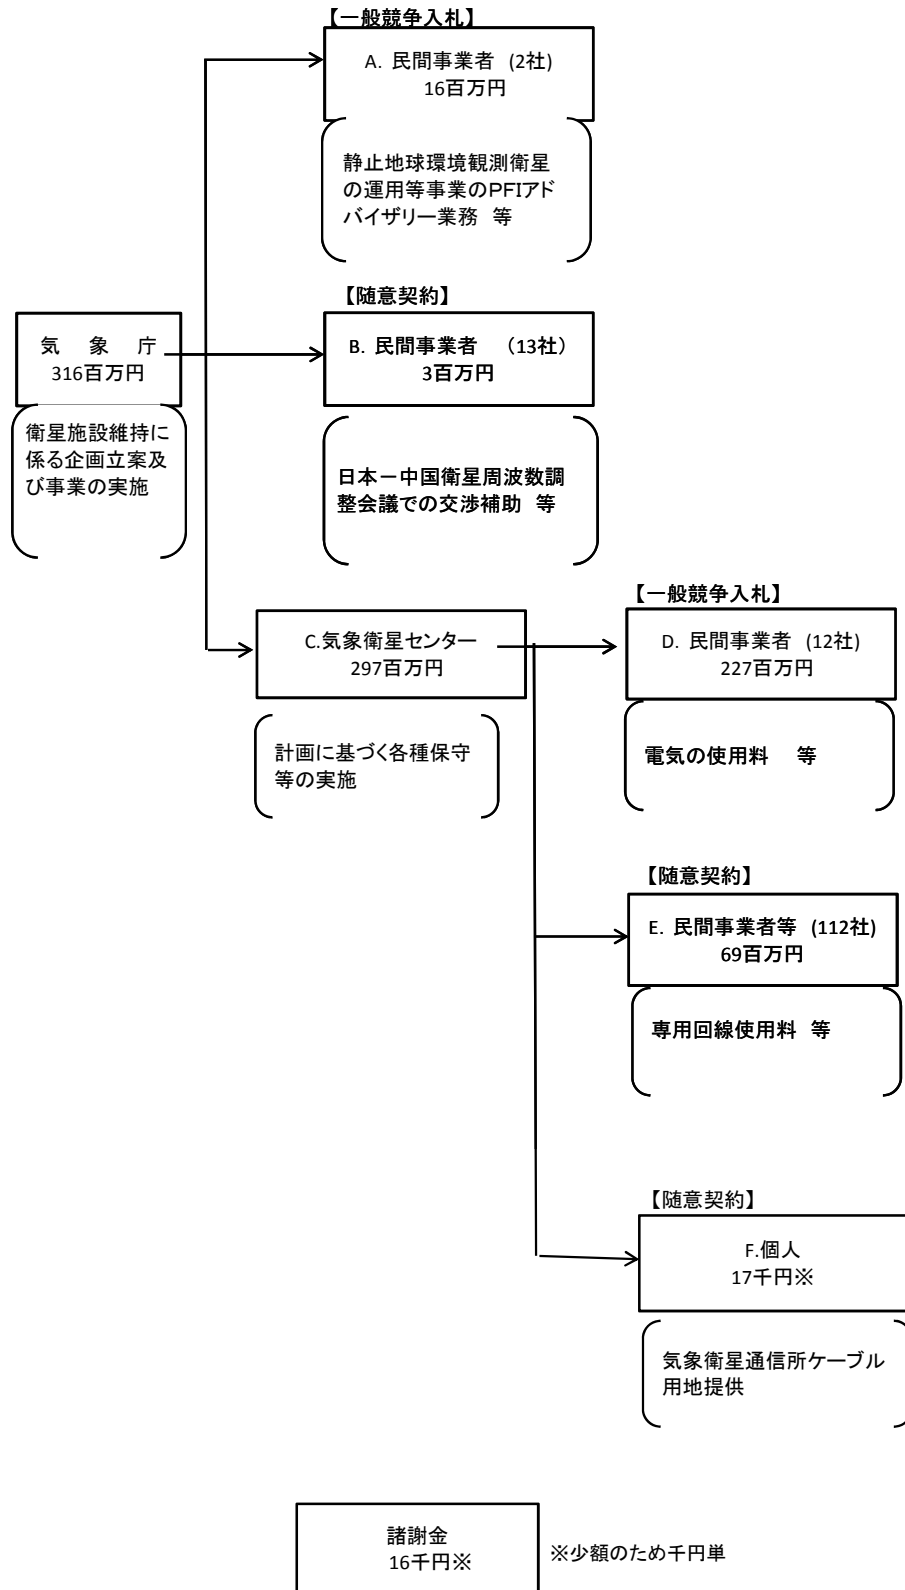 【一般競争入札】
A. 民間事業者 (2社)
16百万円
静止地球環境観測衛星
の運用等事業のPFIアド
バイザリー業務 等
【随意契約】
気 象 庁
316百万円
B. 民間事業者 （13社）
3百万円
衛星施設維持に
係る企画立案及
び事業の実施
日本－中国衛星周波数調
整会議での交渉補助 等
【一般競争入札】
C.気象衛星センター
297百万円
D. 民間事業者 (12社)
227百万円
計画に基づく各種保守
等の実施
電気の使用料 等
【随意契約】
E. 民間事業者等 (112社)
69百万円
専用回線使用料 等
【随意契約】
F.個人
17千円※
気象衛星通信所ケーブル
用地提供
諸謝金
16千円※
※少額のため千円単